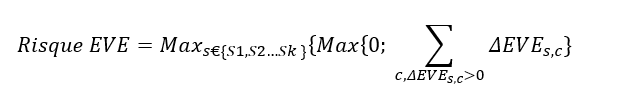 Risque EVE = Max_{s€{S1,S2…Sk}}{Max{0; ∑_{c,ΔEVE_{s,c}>0} ΔEVE_{s,c}}